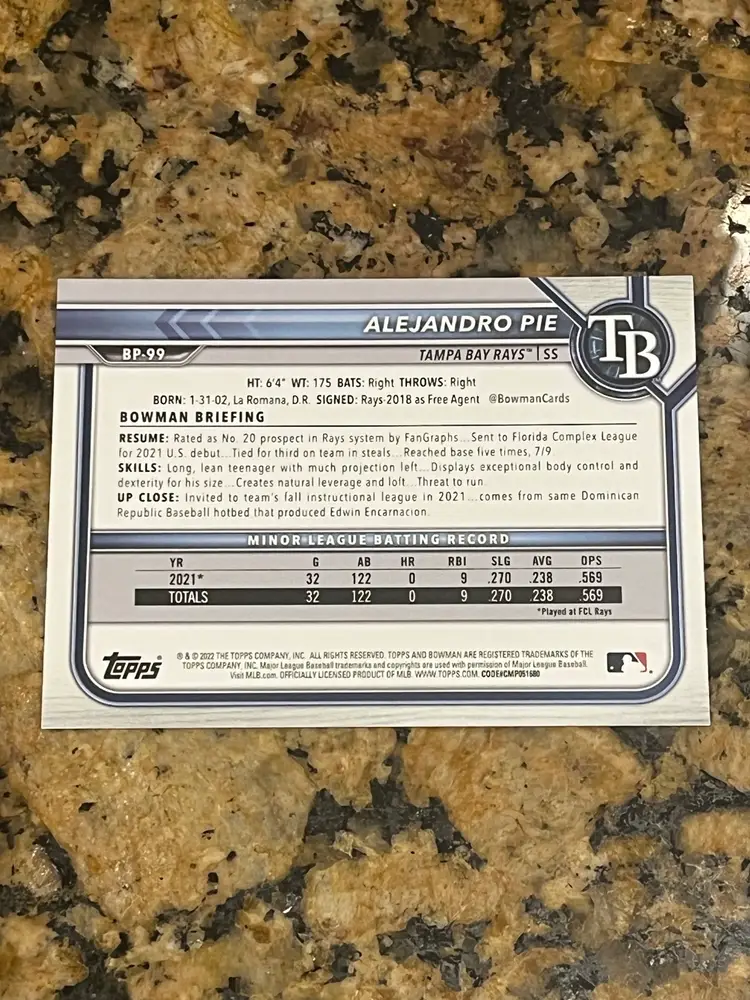 ALEJANDRO PIE
TB
BP-99
TAMPA BAY RAYS™ | SS
HT: 6'4" WT: 175 BATS: Right THROWS: Right
BORN: 1-31-02, La Romana, D.R. SIGNED: Rays-2018 as Free Agent @BowmanCards
BOWMAN BRIEFING
RESUME: Rated as No. 20 prospect in Rays system by FanGraphs...Sent to Florida Complex League
for 2021 U.S. debut...Tied for third on team in steals...Reached base five times, 7/9.
SKILLS: Long, lean teenager with much projection left...Displays exceptional body control and
dexterity for his size...Creates natural leverage and loft...Threat to run.
UP CLOSE: Invited to team's fall instructional league in 2021...comes from same Dominican
Republic Baseball hotbed that produced Edwin Encarnacion.
MINOR LEAGUE BATTING RECORD
YR G AB HR RBI SLG AVG OPS
2021* 32 122 0 9 .270 .238 .569
TOTALS 32 122 0 9 .270 .238 .569
*Played at FCL Rays
topps
® & © 2022 THE TOPPS COMPANY, INC. ALL RIGHTS RESERVED. TOPPS AND BOWMAN ARE REGISTERED TRADEMARKS OF THE
TOPPS COMPANY, INC. Major League Baseball trademarks and copyrights are used with permission of Major League Baseball.
Visit MLB.com. OFFICIALLY LICENSED PRODUCT OF MLB. WWW.TOPPS.COM. CODE#CMP051680